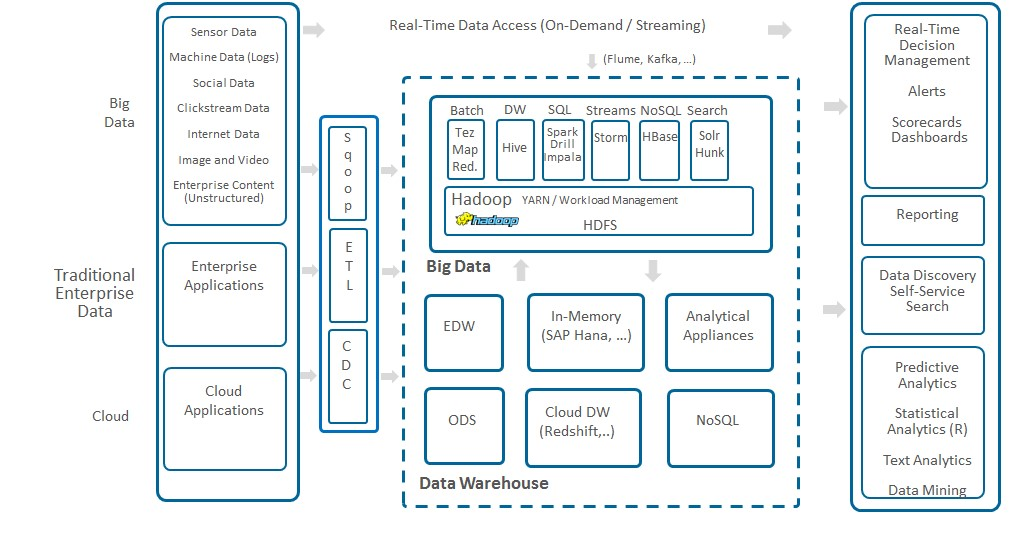 Big
Data
Traditional
Enterprise
Data
Cloud
Sensor Data
Machine Data (Logs)
Social Data
Clickstream Data
Internet Data
Image and Video
Enterprise Content
(Unstructured)
Enterprise
Applications
Cloud
Applications
S
q
o
o
p
E
T
L
C
D
C
Real-Time Data Access (On-Demand / Streaming)
(Flume, Kafka, ...)
Batch
DW
SQL
Streams
NoSQL
Search
Tez
Map
Red.
Hive
Spark
Drill
Impala
Storm
HBase
Solr
Hunk
Hadoop YARN / Workload Management
hadoop
HDFS
Big Data
EDW
In-Memory
(SAP Hana, ...)
Analytical
Appliances
ODS
Cloud DW
(Redshift,..)
NoSQL
Data Warehouse
Real-Time
Decision
Management
Alerts
Scorecards
Dashboards
Reporting
Data Discovery
Self-Service
Search
Predictive
Analytics
Statistical
Analytics (R)
Text Analytics
Data Mining